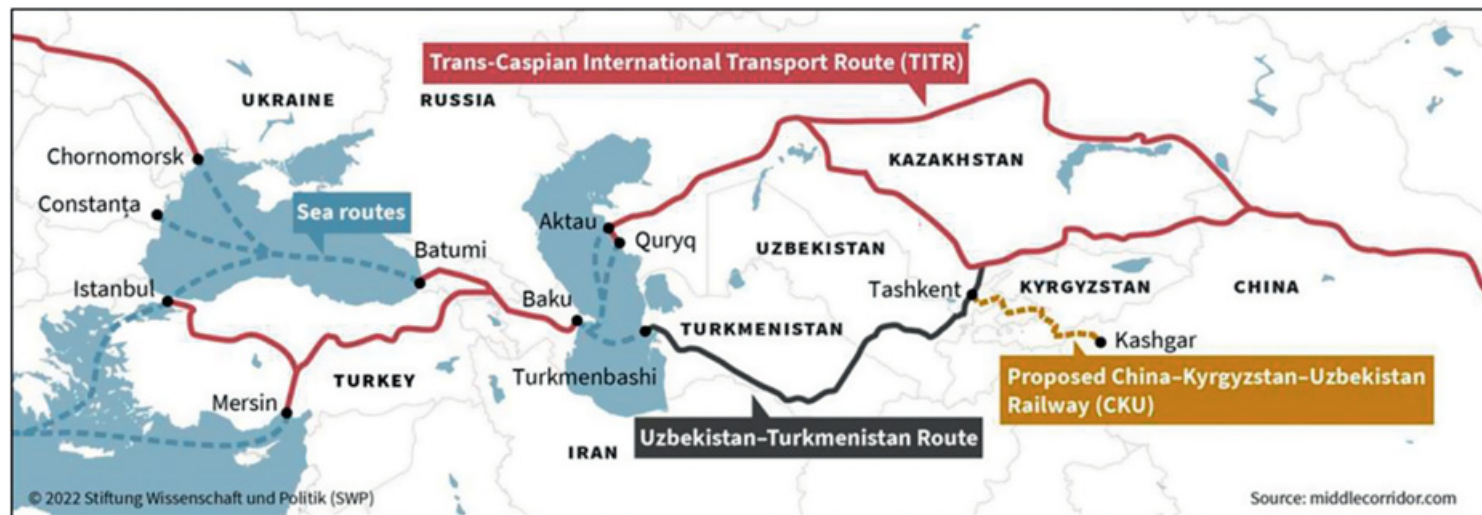 Trans-Caspian International Transport Route (TITR)
UKRAINE
RUSSIA
Chornomorsk
KAZAKHSTAN
Constanța
Sea routes
Aktau
Quryq
UZBEKISTAN
Batumi
Istanbul
Baku
Tashkent
KYRGYZSTAN
CHINA
TURKMENISTAN
Kashgar
Turkmenbashi
TURKEY
Proposed China–Kyrgyzstan–Uzbekistan
Railway (CKU)
Mersin
Uzbekistan–Turkmenistan Route
IRAN
© 2022 Stiftung Wissenschaft und Politik (SWP)
Source: middlecorridor.com